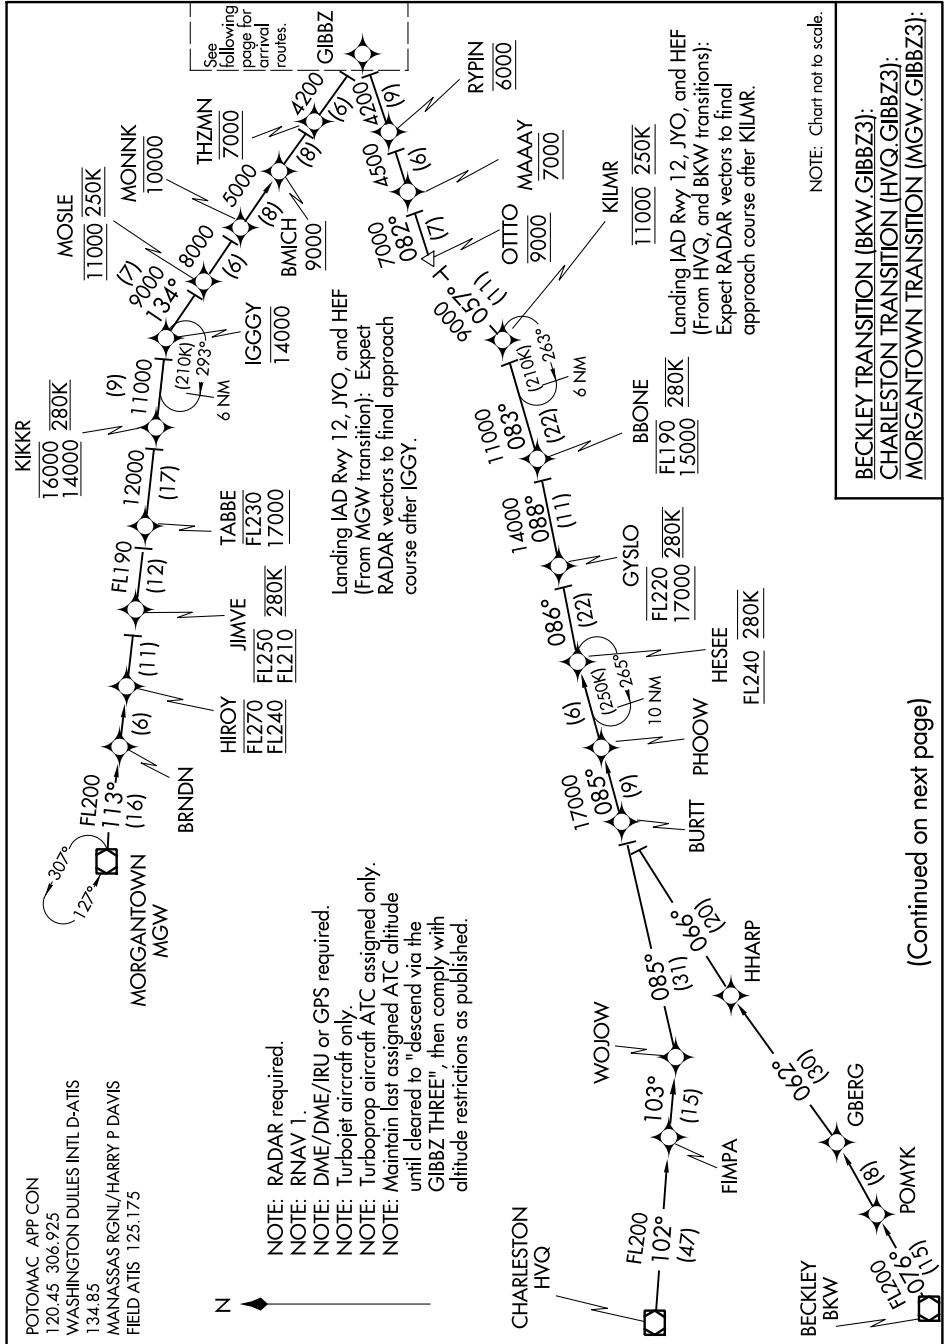 POTOMAC APP CON
120.45 306.925
WASHINGTON DULLES INTL D-ATIS
134.85
MANASSAS RGNL/HARRY P DAVIS
FIELD ATIS 125.175
N
NOTE: RADAR required.
NOTE: RNAV 1.
NOTE: DME/DME/IRU or GPS required.
NOTE: Turbojet aircraft only.
NOTE: Turboprop aircraft ATC assigned only.
NOTE: Maintain last assigned ATC altitude
until cleared to "descend via the
GIBBZ THREE", then comply with
altitude restrictions as published.
MORGANTOWN
MGW
307°
127°
FL200
113°
(16)
BRNDN
(6)
HIROY
FL270
FL240
(11)
JIMVE
FL250 280K
FL210
FL190
(12)
TABBE
FL230
17000
12000
(17)
KIKKR
16000 280K
14000
(9)
11000
(210K)
293°
6 NM
IGGGY
14000
(7)
9000
134°
MOSLE
11000 250K
8000
(6)
MONNK
10000
5000
(8)
BMICH
9000
(8)
THZMN
7000
4200
(6)
GIBBZ
See
following
page for
arrival
routes.
Landing IAD Rwy 12, JYO, and HEF
(From MGW transition): Expect
RADAR vectors to final approach
course after IGGY.
CHARLESTON
HVQ
FL200
102°
(47)
FIMPA
103°
(15)
WOJOW
085°
(31)
BECKLEY
BKW
FL200
076°
(15)
POMYK
(8)
GBERG
062°
(30)
HHARP
066°
(20)
BURTT
17000
085°
(9)
PHOOW
(6)
(250K)
265°
10 NM
HESEE
FL240 280K
086°
(22)
GYSLO
FL220 280K
17000
14000
088°
(11)
BBONE
FL190 280K
15000
11000
083°
(22)
(210K)
263°
6 NM
KILMR
11000 250K
9000
057°
(11)
OTTTO
9000
7000
082°
(7)
MAAAY
7000
4500
(6)
RYPIN
6000
4200
(9)
Landing IAD Rwy 12, JYO, and HEF
(From HVQ, and BKW transitions):
Expect RADAR vectors to final
approach course after KILMR.
NOTE: Chart not to scale.
BECKLEY TRANSITION (BKW.GIBBZ3):
CHARLESTON TRANSITION (HVQ.GIBBZ3):
MORGANTOWN TRANSITION (MGW.GIBBZ3):
(Continued on next page)